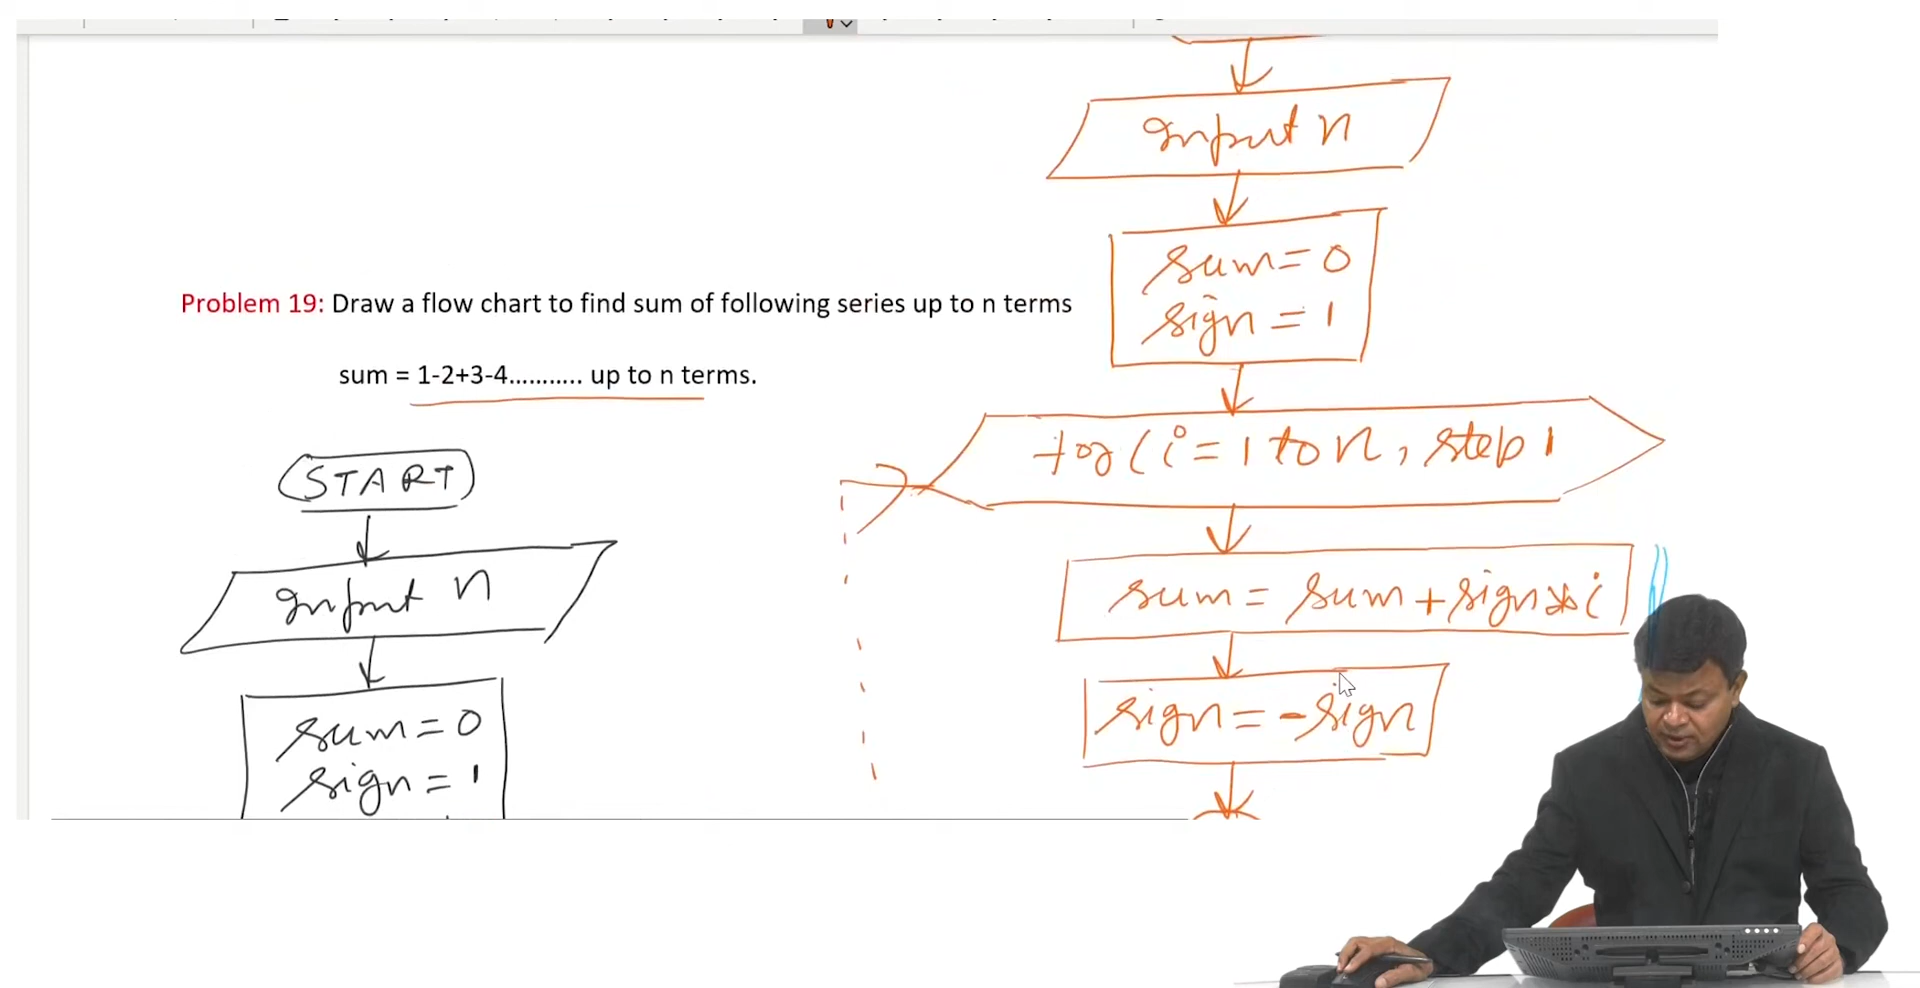 Problem 19: Draw a flow chart to find sum of following series up to n terms
sum = 1-2+3-4........... up to n terms.
START
Input n
sum=0
sign=1
Input n
sum=0
sign=1
for(i=1 to n, step 1
sum=sum+sign*i
sign=-sign